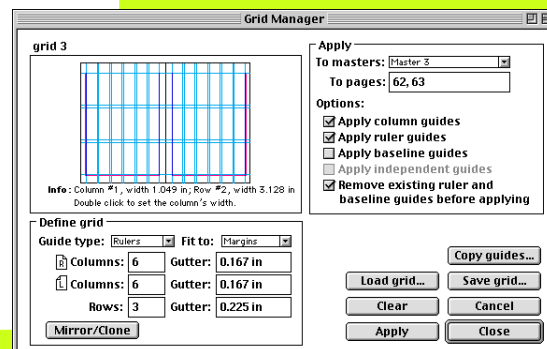 Grid Manager
grid 3
Info : Column #1, width 1.049 in; Row #2, width 3.128 in
Double click to set the column's width.
Define grid
Guide type: Rulers Fit to: Margins
R Columns: 6 Gutter: 0.167 in
L Columns: 6 Gutter: 0.167 in
Rows: 3 Gutter: 0.225 in
Mirror/Clone
Apply
To masters: Master 3
To pages: 62, 63
Options:
Apply column guides
Apply ruler guides
Apply baseline guides
Apply independent guides
Remove existing ruler and
baseline guides before applying
Copy guides...
Load grid... Save grid...
Clear Cancel
Apply Close